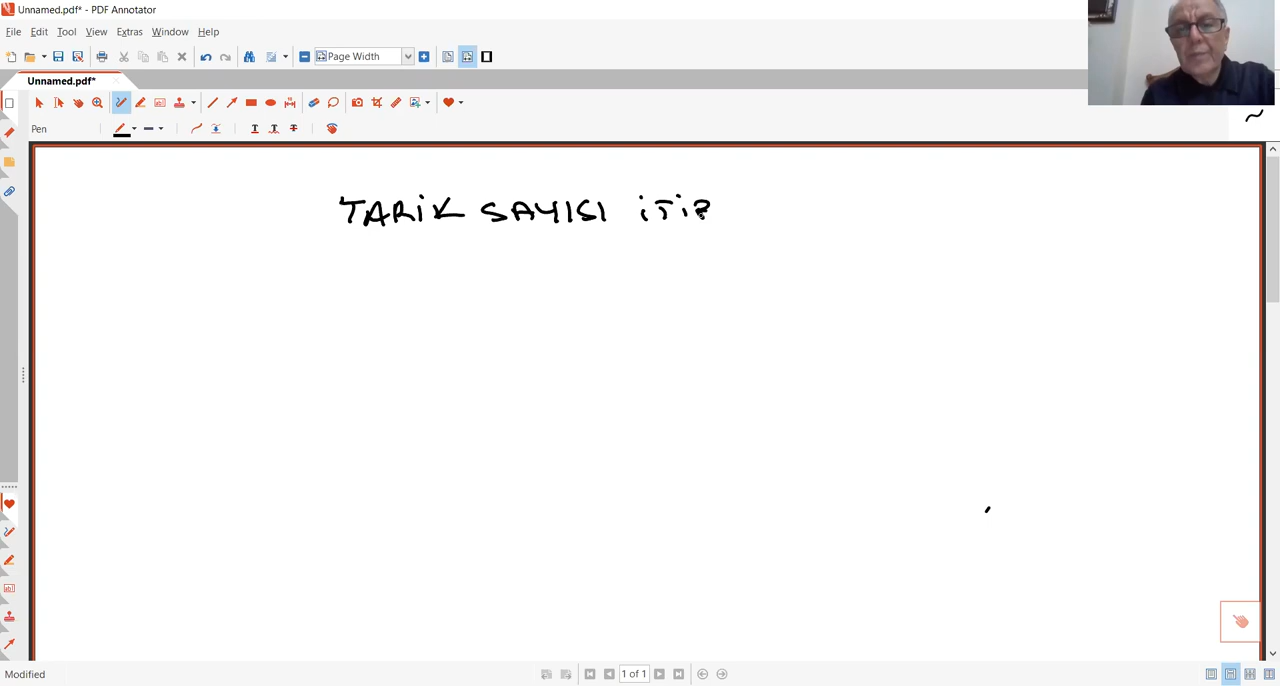 Unnamed.pdf* - PDF Annotator
File Edit Tool View Extras Window Help
Page Width
Unnamed.pdf*
Pen
TARİK SAYISI İTİB
Modified
1 of 1